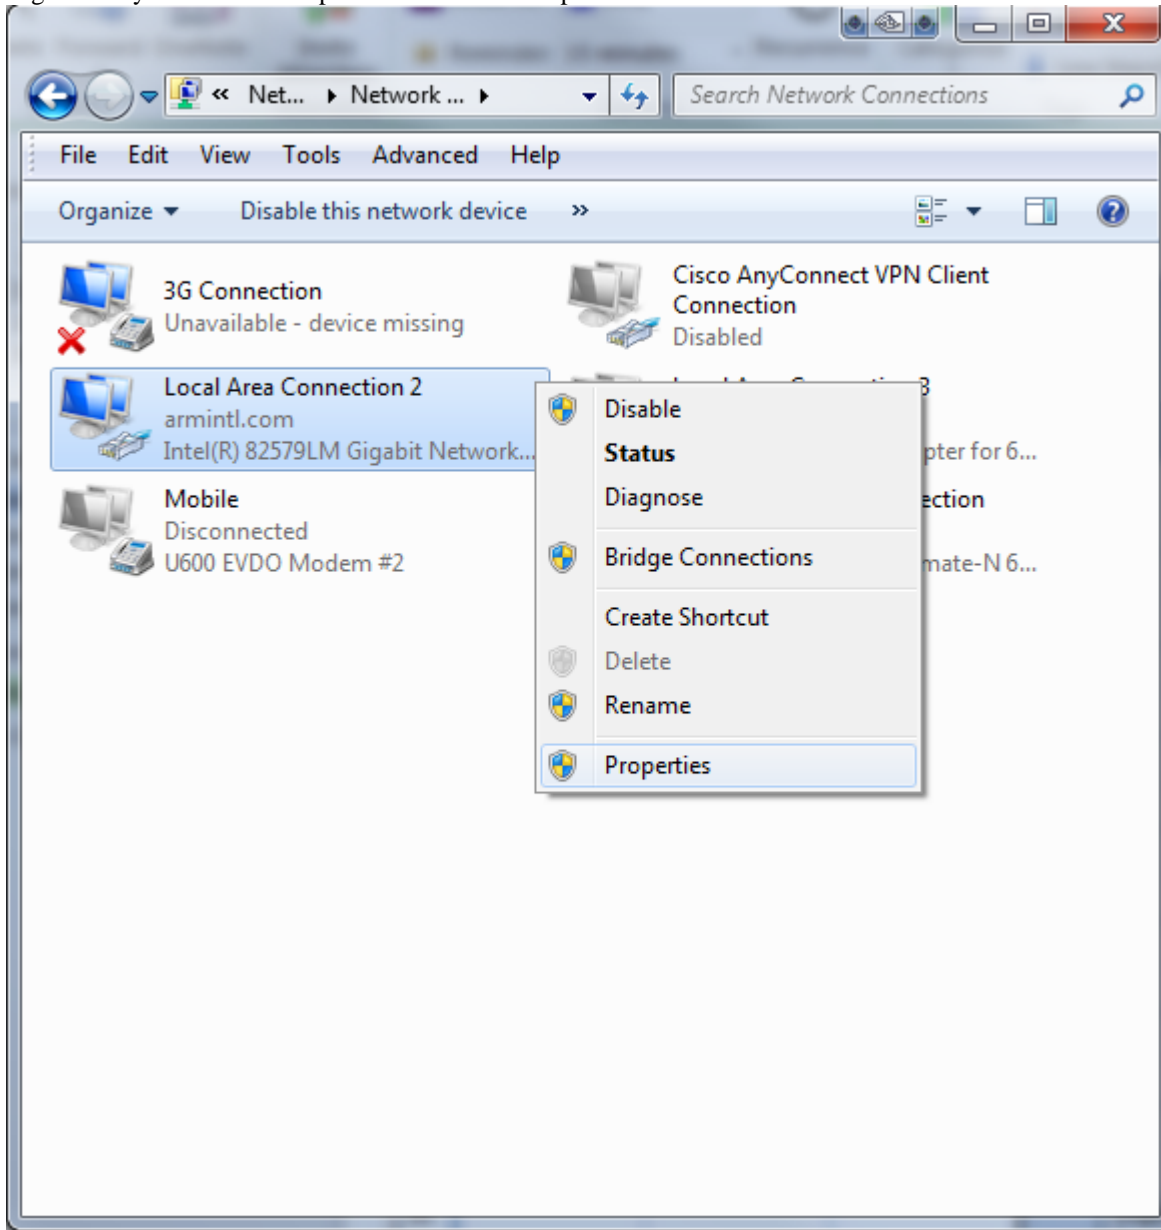 Net... Network ...
Search Network Connections
File Edit View Tools Advanced Help
Organize Disable this network device »
3G Connection
Unavailable - device missing
Cisco AnyConnect VPN Client
Connection
Disabled
Local Area Connection 2
armintl.com
Intel(R) 82579LM Gigabit Network...
Mobile
Disconnected
U600 EVDO Modem #2
3
pter for 6...
ection
mate-N 6...
Disable
Status
Diagnose
Bridge Connections
Create Shortcut
Delete
Rename
Properties